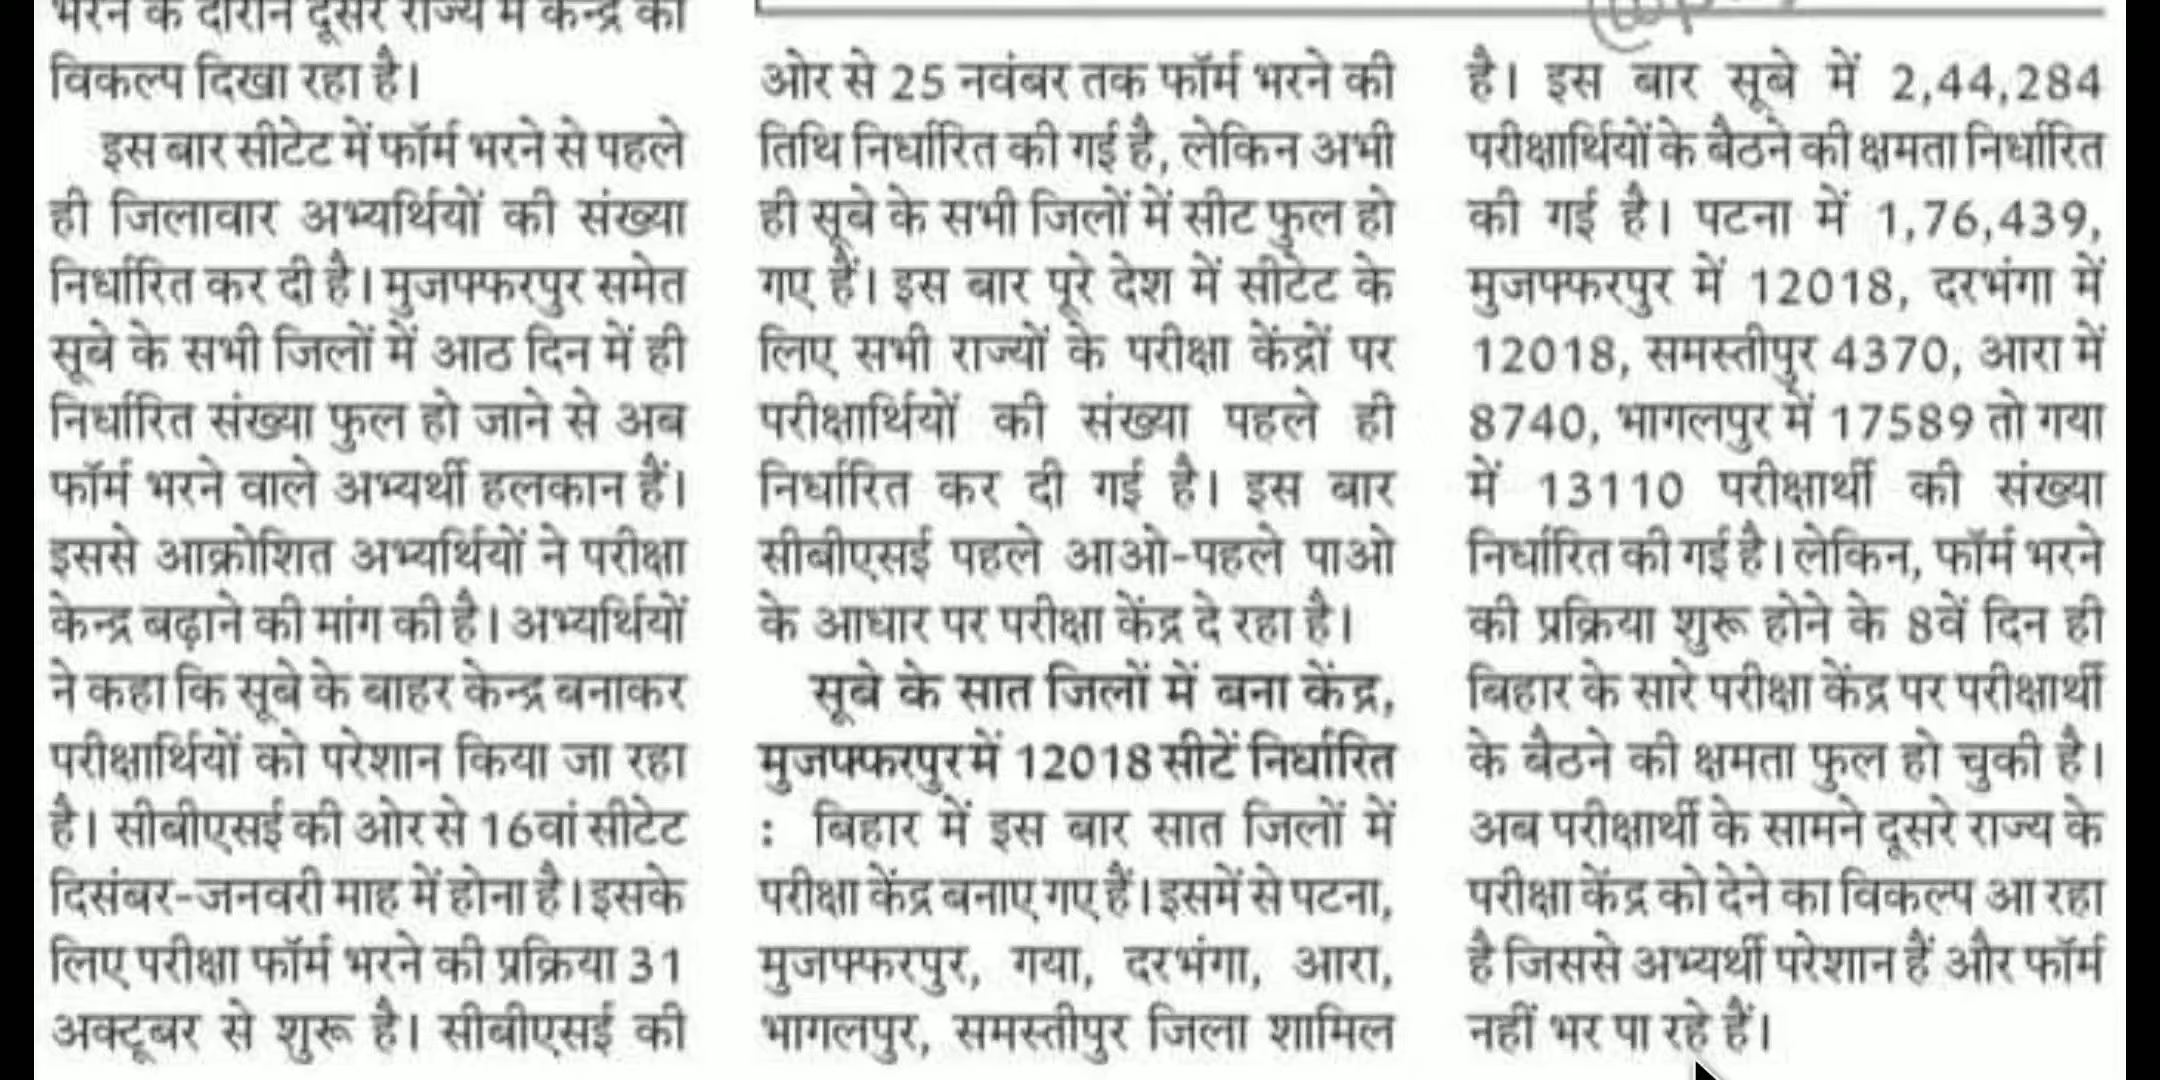 भरने के दौरान दूसरे राज्य में केन्द्र का
विकल्प दिखा रहा है।
इस बार सीटेट में फॉर्म भरने से पहले
ही जिलावार अभ्यर्थियों की संख्या
निर्धारित कर दी है। मुजफ्फरपुर समेत
सूबे के सभी जिलों में आठ दिन में ही
निर्धारित संख्या फुल हो जाने से अब
फॉर्म भरने वाले अभ्यर्थी हलकान हैं।
इससे आक्रोशित अभ्यर्थियों ने परीक्षा
केन्द्र बढ़ाने की मांग की है। अभ्यर्थियों
ने कहा कि सूबे के बाहर केन्द्र बनाकर
परीक्षार्थियों को परेशान किया जा रहा
है। सीबीएसई की ओर से 16वां सीटेट
दिसंबर-जनवरी माह में होना है। इसके
लिए परीक्षा फॉर्म भरने की प्रक्रिया 31
अक्टूबर से शुरू है। सीबीएसई की
ओर से 25 नवंबर तक फॉर्म भरने की
तिथि निर्धारित की गई है, लेकिन अभी
ही सूबे के सभी जिलों में सीट फुल हो
गए हैं। इस बार पूरे देश में सीटेट के
लिए सभी राज्यों के परीक्षा केंद्रों पर
परीक्षार्थियों की संख्या पहले ही
निर्धारित कर दी गई है। इस बार
सीबीएसई पहले आओ-पहले पाओ
के आधार पर परीक्षा केंद्र दे रहा है।
सूबे के सात जिलों में बना केंद्र,
मुजफ्फरपुर में 12018 सीटें निर्धारित
: बिहार में इस बार सात जिलों में
परीक्षा केंद्र बनाए गए हैं। इसमें से पटना,
मुजफ्फरपुर, गया, दरभंगा, आरा,
भागलपुर, समस्तीपुर जिला शामिल
है। इस बार सूबे में 2,44,284
परीक्षार्थियों के बैठने की क्षमता निर्धारित
की गई है। पटना में 1,76,439,
मुजफ्फरपुर में 12018, दरभंगा में
12018, समस्तीपुर 4370, आरा में
8740, भागलपुर में 17589 तो गया
में 13110 परीक्षार्थी की संख्या
निर्धारित की गई है। लेकिन, फॉर्म भरने
की प्रक्रिया शुरू होने के 8वें दिन ही
बिहार के सारे परीक्षा केंद्र पर परीक्षार्थी
के बैठने की क्षमता फुल हो चुकी है।
अब परीक्षार्थी के सामने दूसरे राज्य के
परीक्षा केंद्र को देने का विकल्प आ रहा
है जिससे अभ्यर्थी परेशान हैं और फॉर्म
नहीं भर पा रहे हैं।